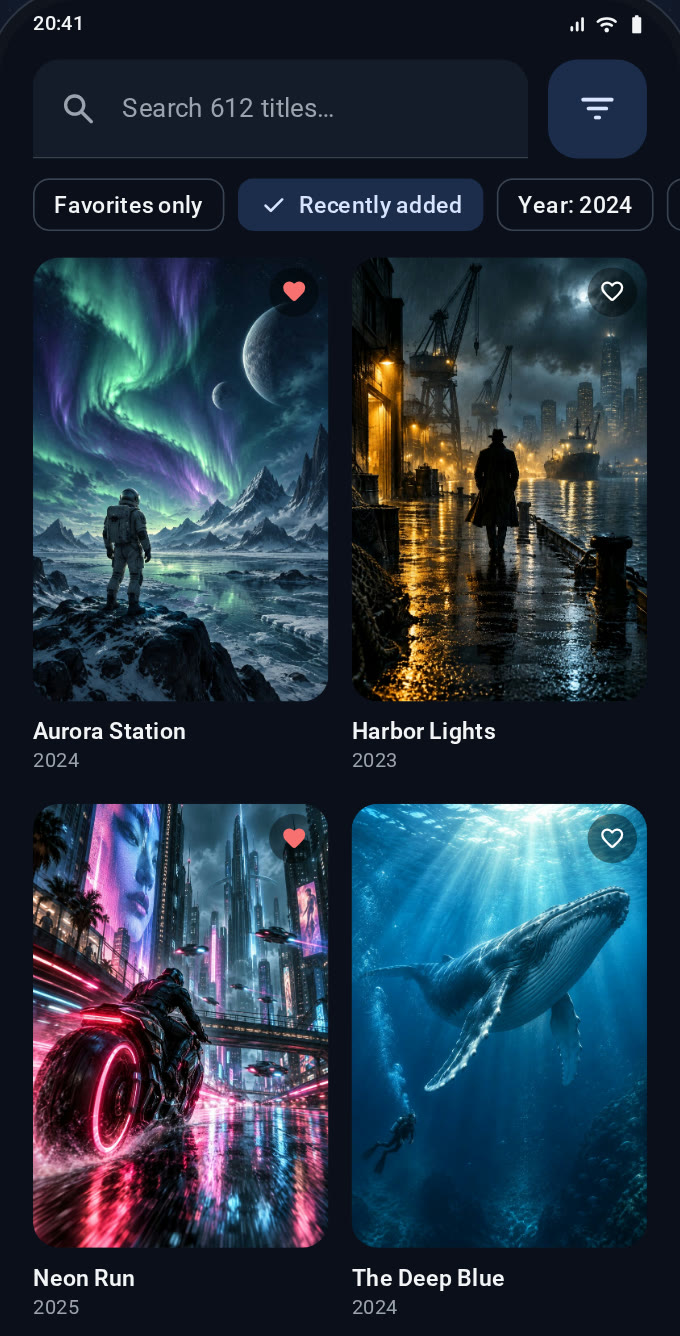 20:41
Search 612 titles…
Favorites only
Recently added
Year: 2024
Aurora Station
Harbor Lights
2024
2023
Neon Run
The Deep Blue
2025
2024